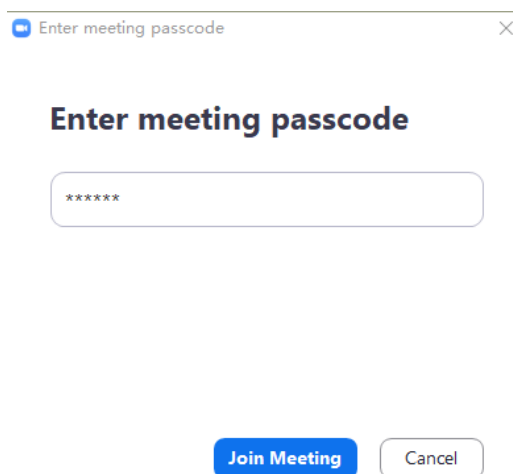 Enter meeting passcode
Enter meeting passcode
******
Join Meeting
Cancel